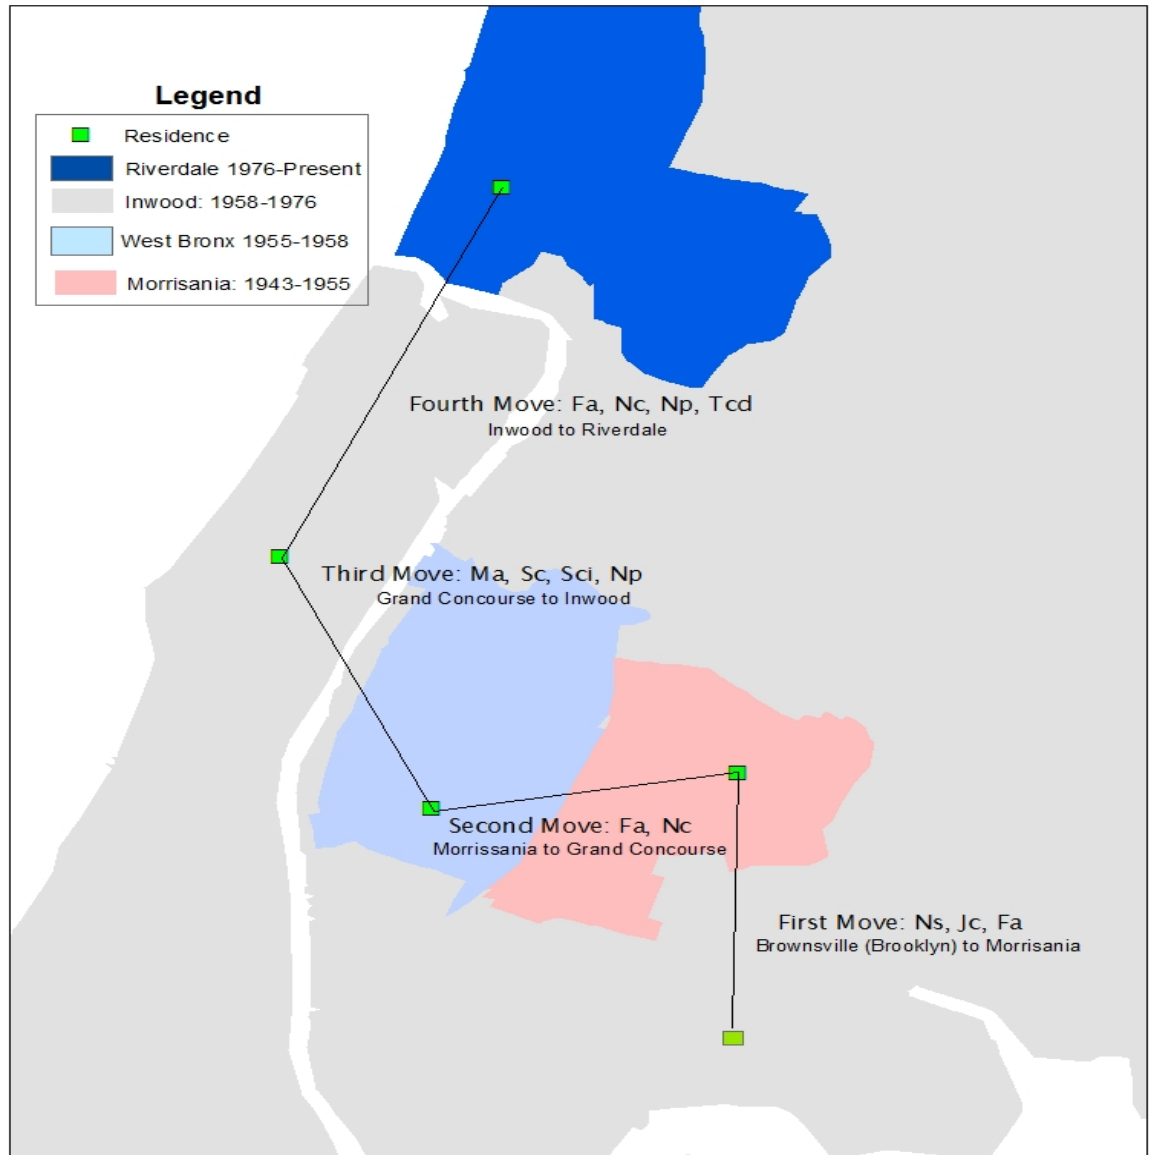 Legend
Residence
Riverdale 1976-Present
Inwood: 1958-1976
West Bronx 1955-1958
Morrisania: 1943-1955
Fourth Move: Fa, Nc, Np, Tcd
Inwood to Riverdale
Third Move: Ma, Sc, Sci, Np
Grand Concourse to Inwood
Second Move: Fa, Nc
Morrissania to Grand Concourse
First Move: Ns, Jc, Fa
Brownsville (Brooklyn) to Morrisania